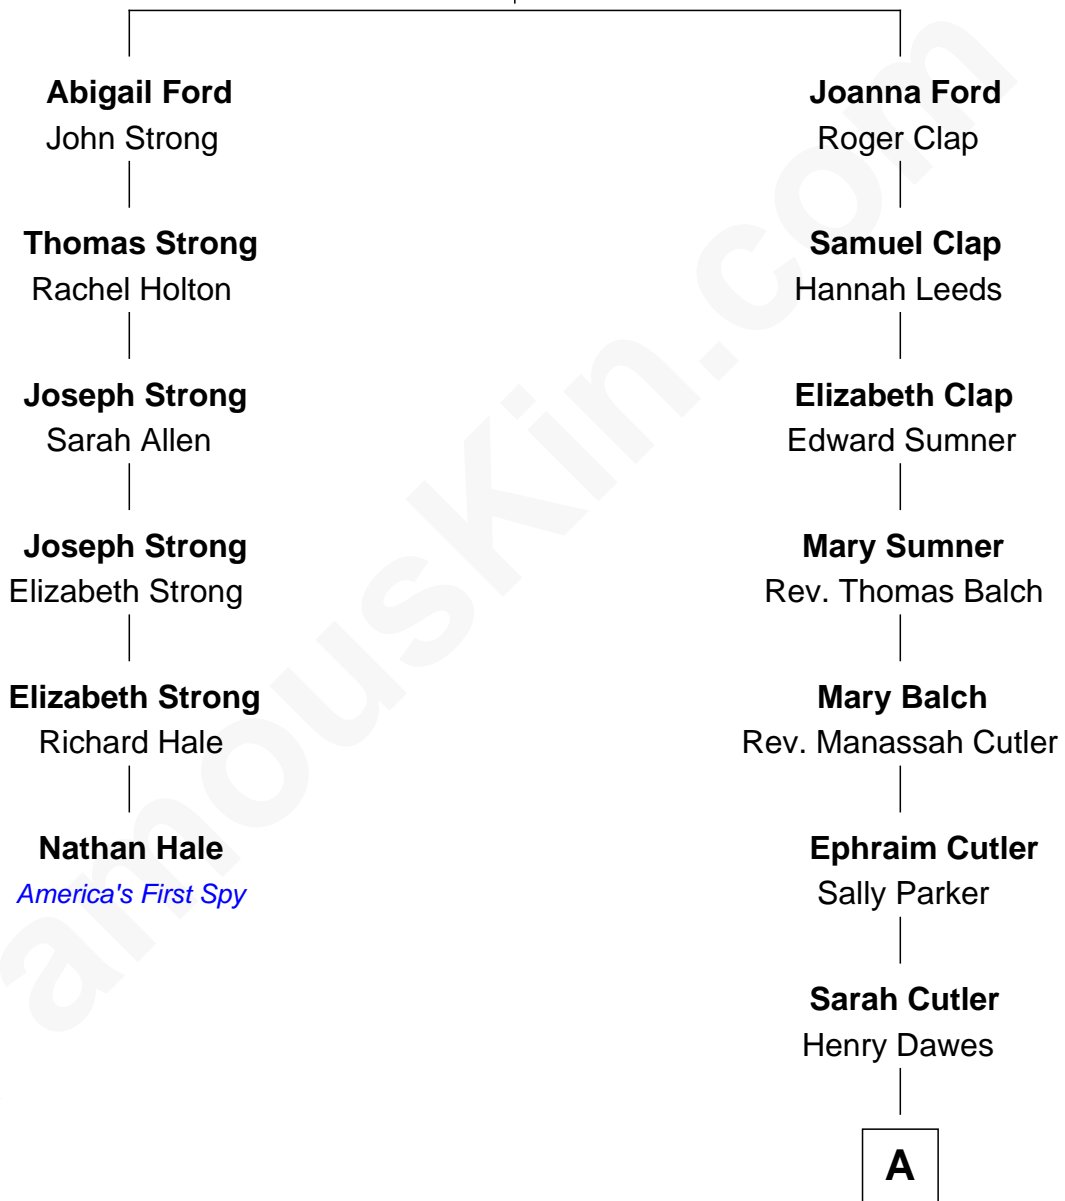 Abigail Ford
John Strong
Joanna Ford
Roger Clap
Thomas Strong
Rachel Holton
Samuel Clap
Hannah Leeds
Joseph Strong
Sarah Allen
Elizabeth Clap
Edward Sumner
Joseph Strong
Elizabeth Strong
Mary Sumner
Rev. Thomas Balch
Elizabeth Strong
Richard Hale
Mary Balch
Rev. Manassah Cutler
Nathan Hale
America's First Spy
Ephraim Cutler
Sally Parker
Sarah Cutler
Henry Dawes
A
amouskin.com